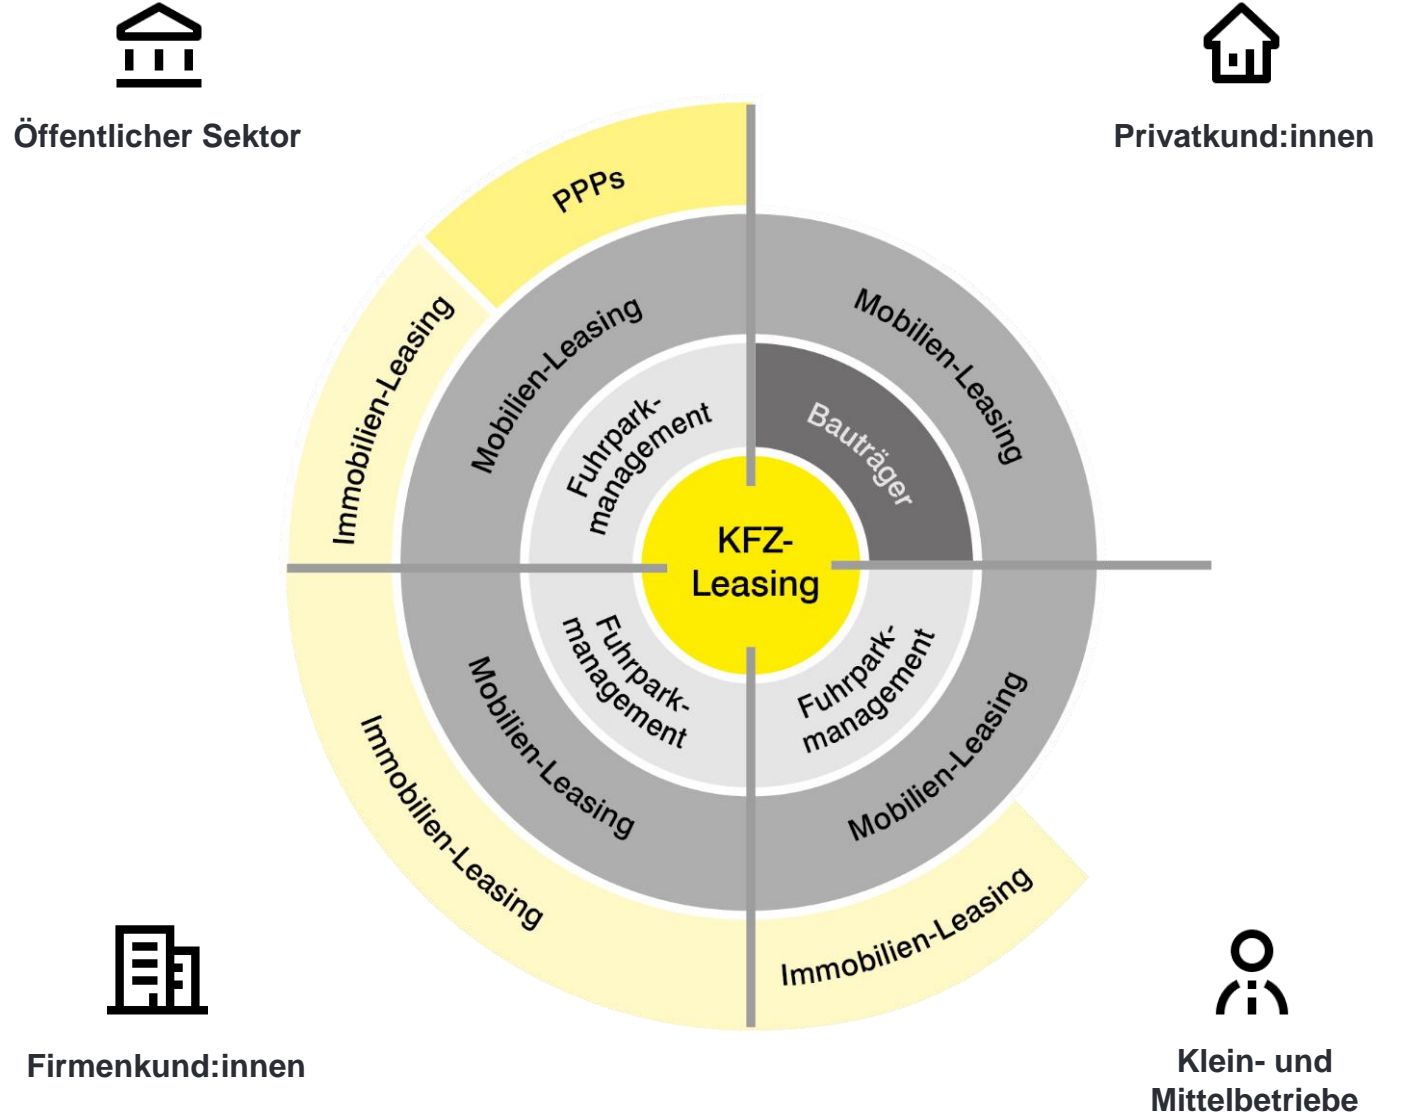 Öffentlicher Sektor
Privatkund:innen
PPPs
Immobilien-Leasing
Mobilien-Leasing
Mobilien-Leasing
Fuhrpark-
management
Bauträger
KFZ-
Leasing
Fuhrpark-
management
Fuhrpark-
management
Mobilien-Leasing
Mobilien-Leasing
Immobilien-Leasing
Immobilien-Leasing
Firmenkund:innen
Klein- und
Mittelbetriebe